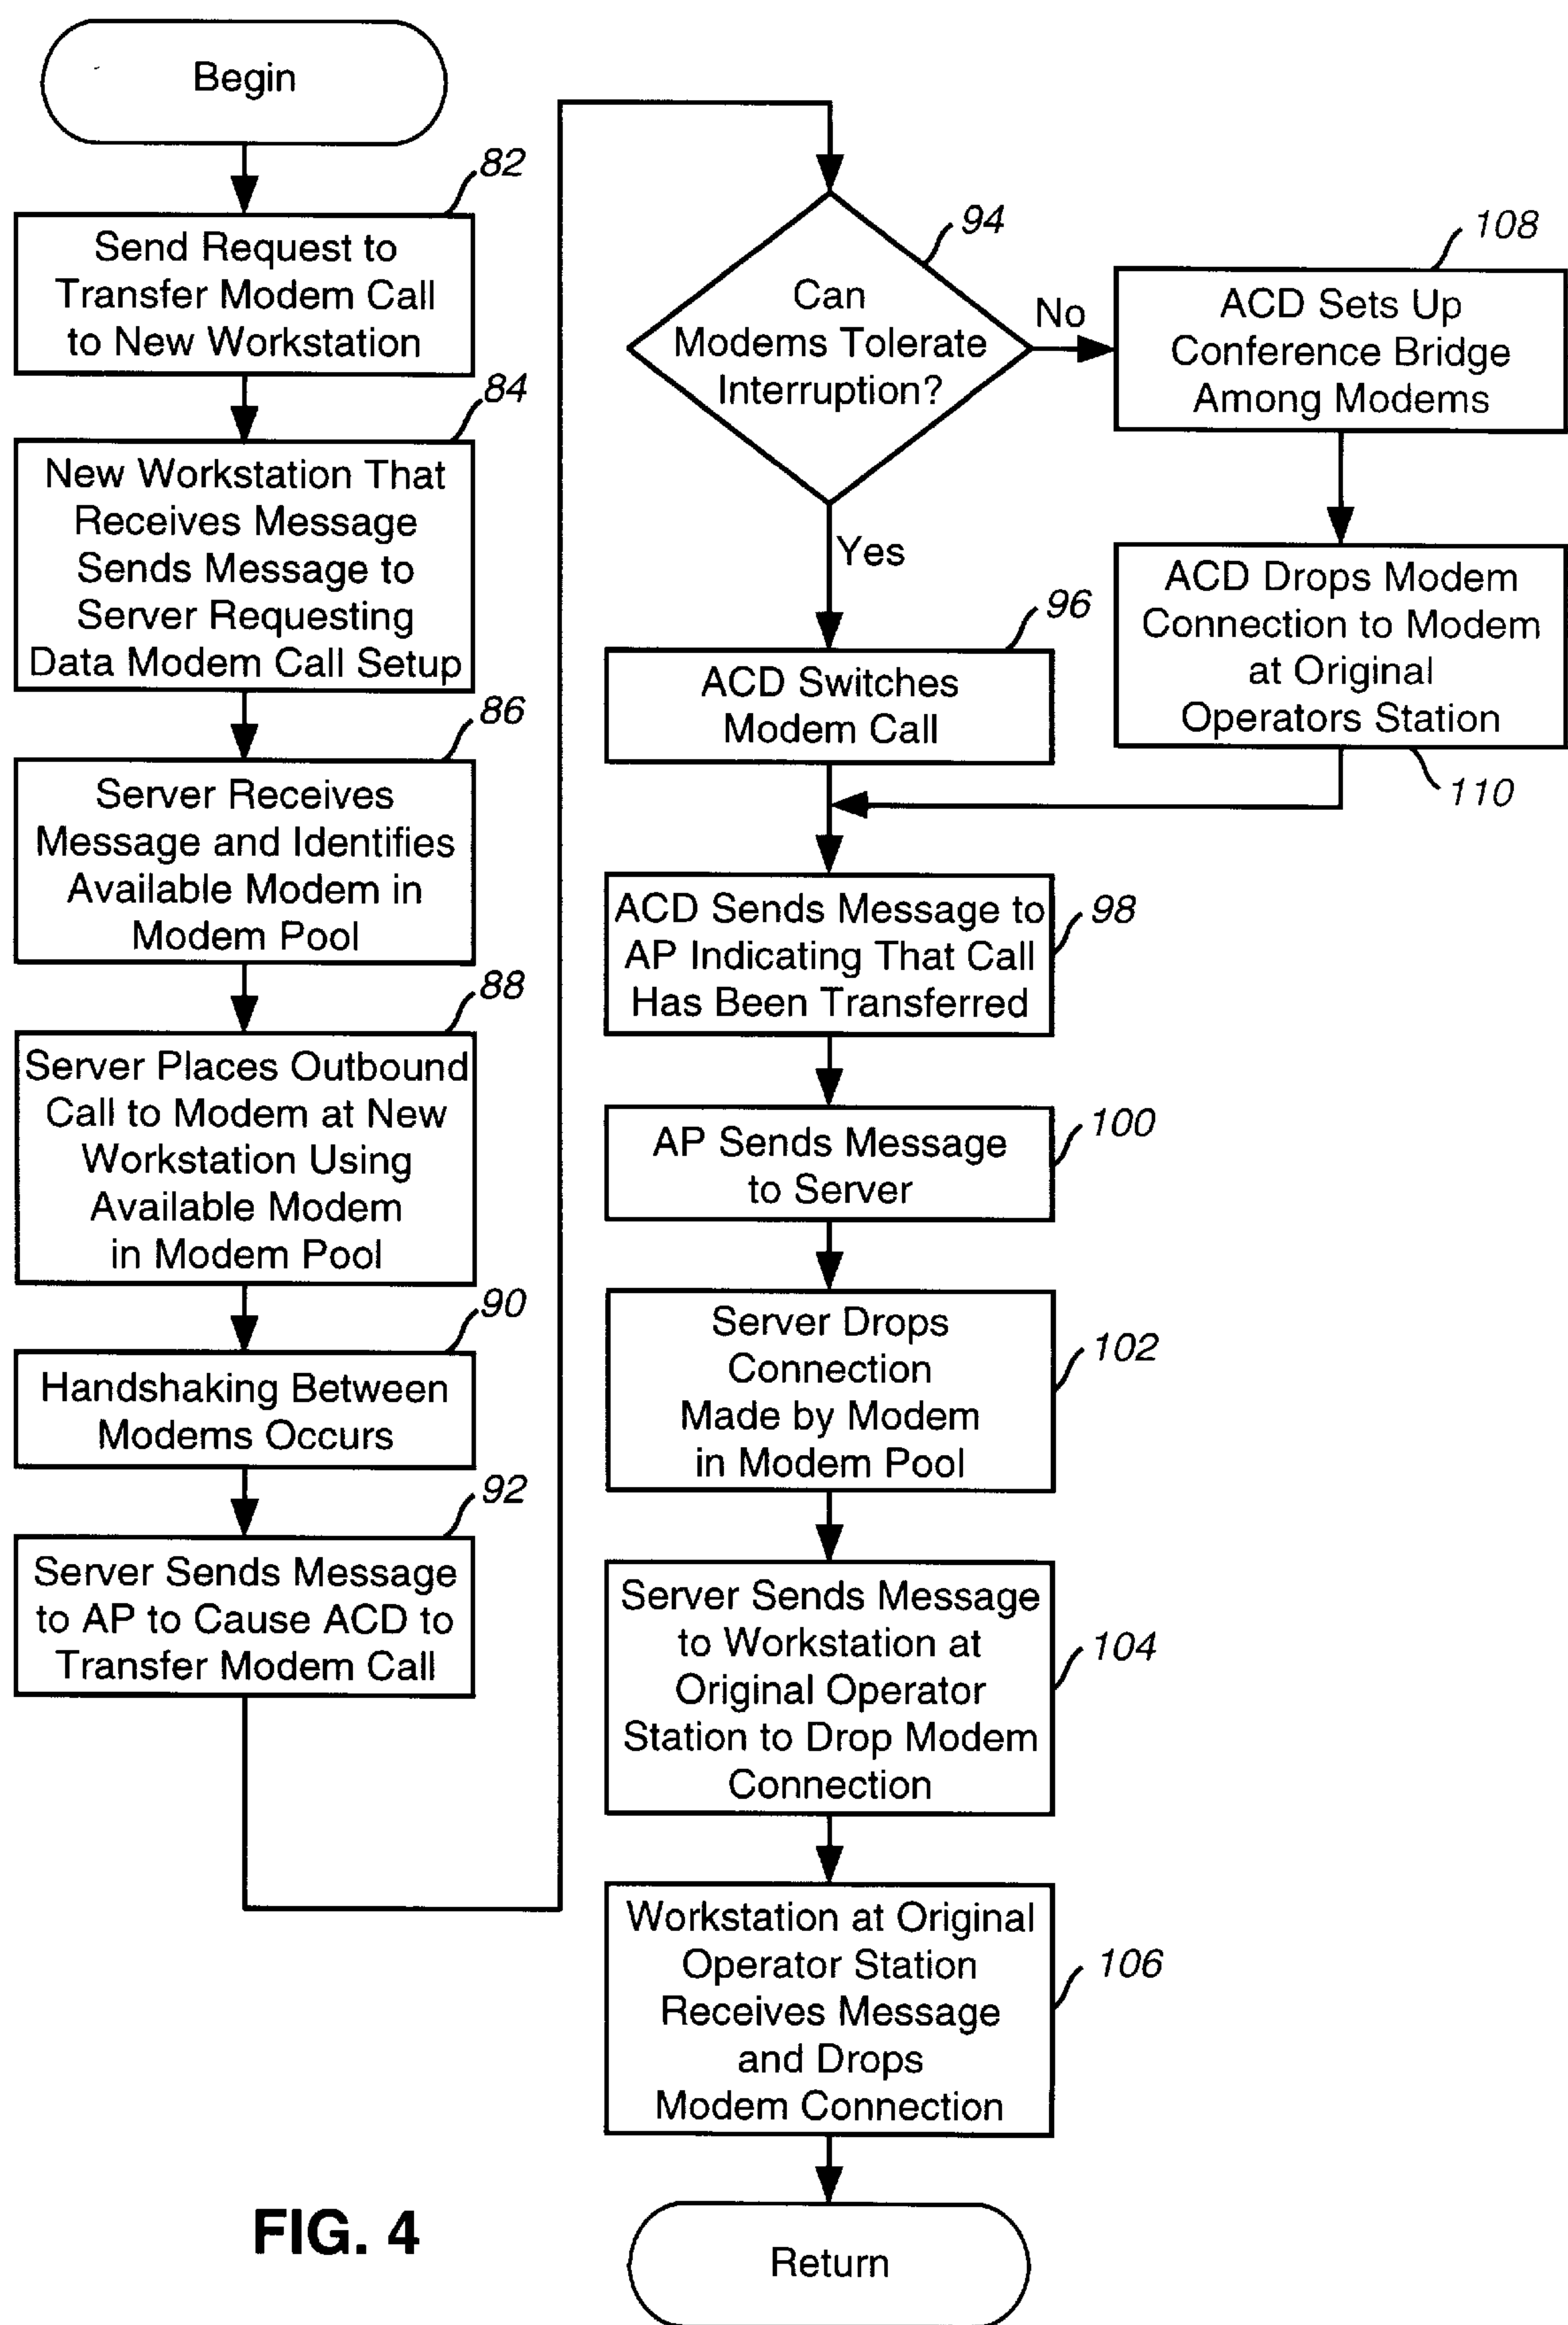 Begin
82
Send Request to
Transfer Modem Call
to New Workstation
84
New Workstation That
Receives Message
Sends Message to
Server Requesting
Data Modem Call Setup
86
Server Receives
Message and Identifies
Available Modem in
Modem Pool
88
Server Places Outbound
Call to Modem at New
Workstation Using
Available Modem
in Modem Pool
90
Handshaking Between
Modems Occurs
92
Server Sends Message
to AP to Cause ACD to
Transfer Modem Call
94
Can
Modems Tolerate
Interruption?
No
108
ACD Sets Up
Conference Bridge
Among Modems
ACD Drops Modem
Connection to Modem
at Original
Operators Station
110
Yes
96
ACD Switches
Modem Call
ACD Sends Message to
AP Indicating That Call
Has Been Transferred
98
AP Sends Message
to Server
100
Server Drops
Connection
Made by Modem
in Modem Pool
102
Server Sends Message
to Workstation at
Original Operator
Station to Drop Modem
Connection
104
Workstation at Original
Operator Station
Receives Message
and Drops
Modem Connection
106
Return
FIG. 4